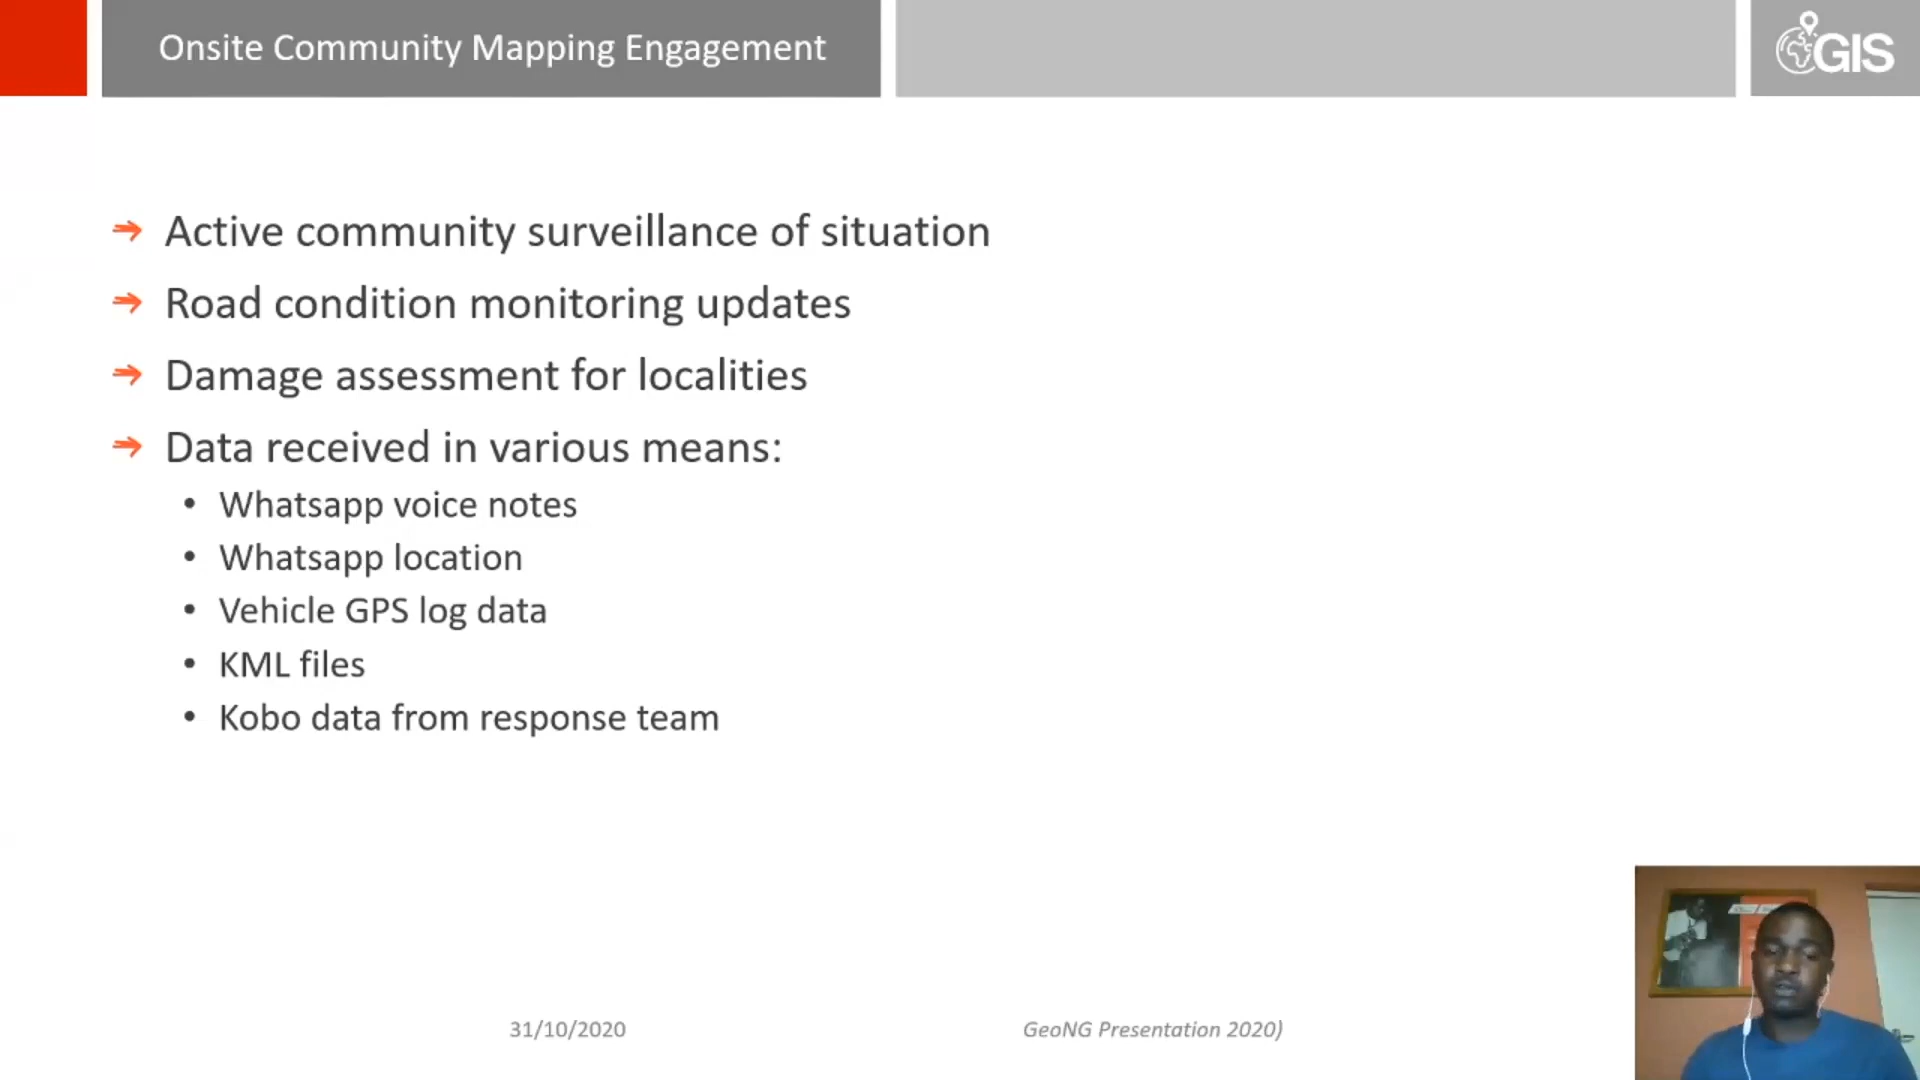 Onsite Community Mapping Engagement
GIS
Active community surveillance of situation
Road condition monitoring updates
Damage assessment for localities
Data received in various means:
Whatsapp voice notes
Whatsapp location
Vehicle GPS log data
KML files
Kobo data from response team
31/10/2020
GeoNG Presentation 2020)